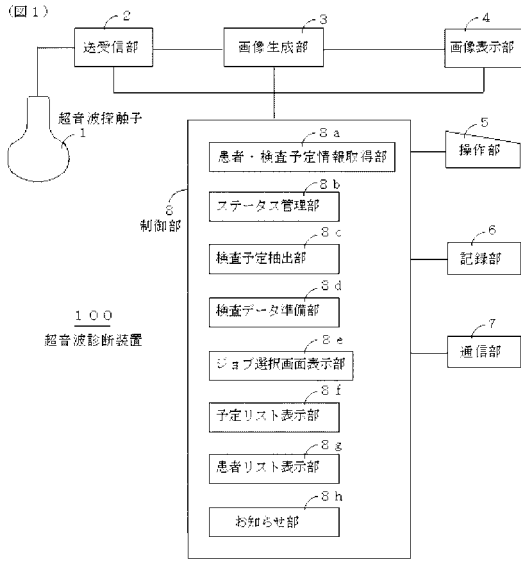 (図1)
2
3
4
送受信部
画像生成部
画像表示部
超音波探触子
1
8a
患者・検査予定情報取得部
5
操作部
8
制御部
8b
ステータス管理部
8c
検査予定抽出部
6
記録部
8d
検査データ準備部
100
超音波診断装置
7
通信部
8e
ジョブ選択画面表示部
8f
予定リスト表示部
8g
患者リスト表示部
8h
お知らせ部